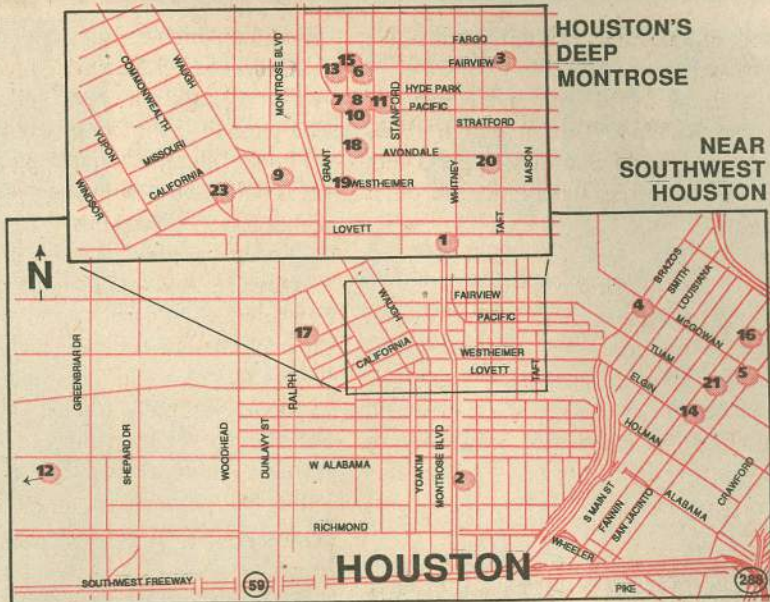 HOUSTON'S
DEEP
MONTROSE
FARGO
FAIRVIEW
3
15
13
6
HYDE PARK
7
8
11
PACIFIC
10
STRATFORD
18
AVONDALE
20
9
19
WESTHEIMER
23
LOVETT
1
MONTROSE BLVD
WAUGH
COMMONWEALTH
YUPON
WINDSOR
MISSOURI
CALIFORNIA
GRANT
STANFORD
WHITNEY
TAFT
MASON
NEAR
SOUTHWEST
HOUSTON
N
GREENBRIAR DR
SHEPARD DR
WOODHEAD
DUNLAVY ST
RALPH
17
WAUGH
CALIFORNIA
FAIRVIEW
PACIFIC
WESTHEIMER
LOVETT
TAFT
BRAZOS
SMITH
LOUISIANA
4
MCGOWAN
16
TUAM
5
21
ELGIN
14
HOLMAN
12
W ALABAMA
YOAKIM
MONTROSE BLVD
2
RICHMOND
S MAIN ST
FANNIN
SAN JACINTO
ALABAMA
CRAWFORD
WHEELER
HOUSTON
SOUTHWEST FREEWAY
59
PIKE
288